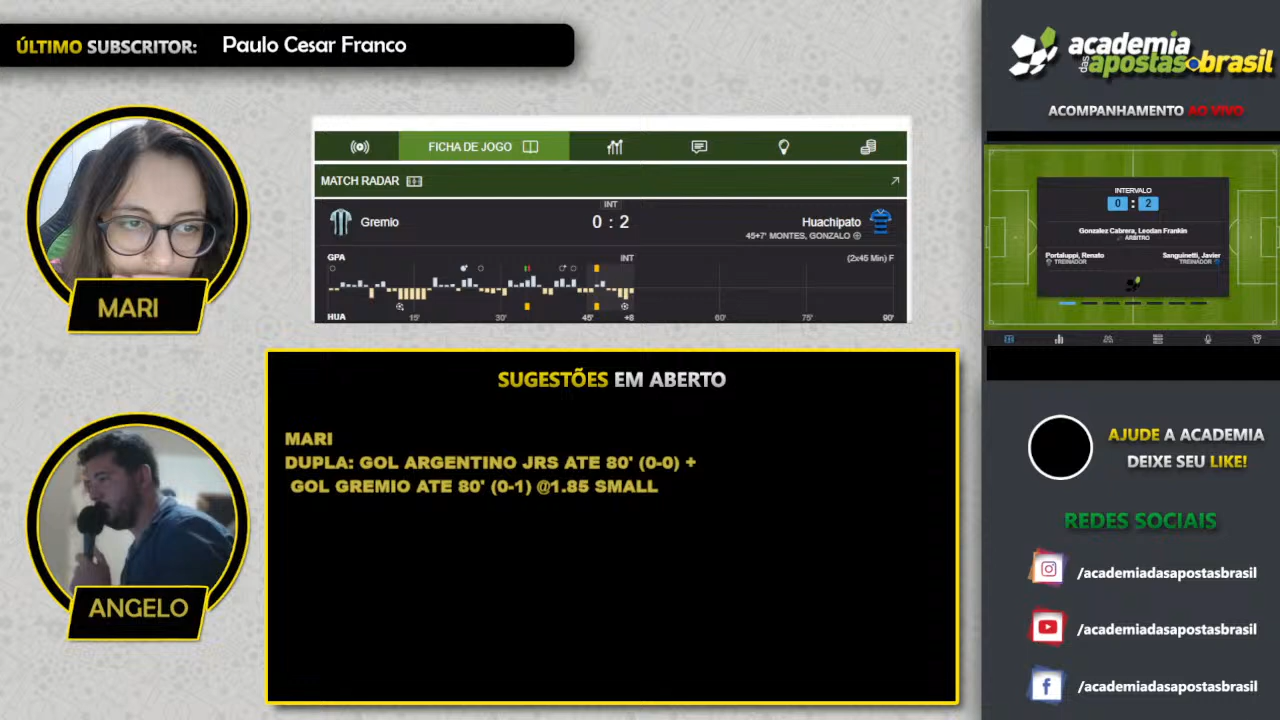 ÚLTIMO SUBSCRITOR: Paulo Cesar Franco
MARI
ANGELO
FICHA DE JOGO
MATCH RADAR
INT
Gremio 0 : 2 Huachipato
45+7' MONTES, GONZALO
GPA INT (2x45 Min) F
HUA 15' 30' 45' +8 60' 75' 90'
SUGESTÕES EM ABERTO
MARI
DUPLA: GOL ARGENTINO JRS ATE 80' (0-0) +
GOL GREMIO ATE 80' (0-1) @1.85 SMALL
academia
das apostas brasil
ACOMPANHAMENTO AO VIVO
INTERVALO
0 : 2
Gonzalez Cabrera, Leodan Frankin
ARBITRO
Portaluppi, Renato Sanguinetti, Javier
TREINADOR TREINADOR
AJUDE A ACADEMIA
DEIXE SEU LIKE!
REDES SOCIAIS
/academiadasapostasbrasil
/academiadasapostasbrasil
/academiadasapostasbrasil